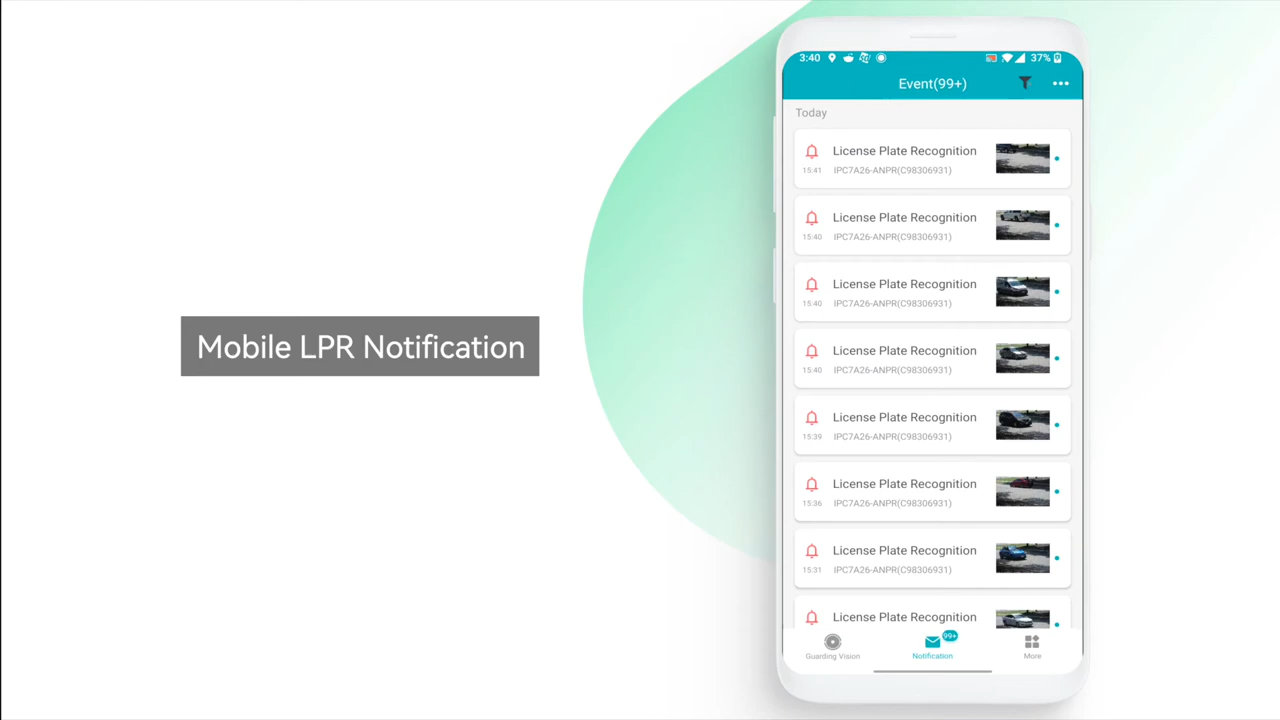 Mobile LPR Notification
3:40
37%
Event(99+)
Today
License Plate Recognition
15:41 IPC7A26-ANPR(C98306931)
License Plate Recognition
15:40 IPC7A26-ANPR(C98306931)
License Plate Recognition
15:40 IPC7A26-ANPR(C98306931)
License Plate Recognition
15:40 IPC7A26-ANPR(C98306931)
License Plate Recognition
15:39 IPC7A26-ANPR(C98306931)
License Plate Recognition
15:36 IPC7A26-ANPR(C98306931)
License Plate Recognition
15:31 IPC7A26-ANPR(C98306931)
License Plate Recognition
99+
Guarding Vision
Notification
More